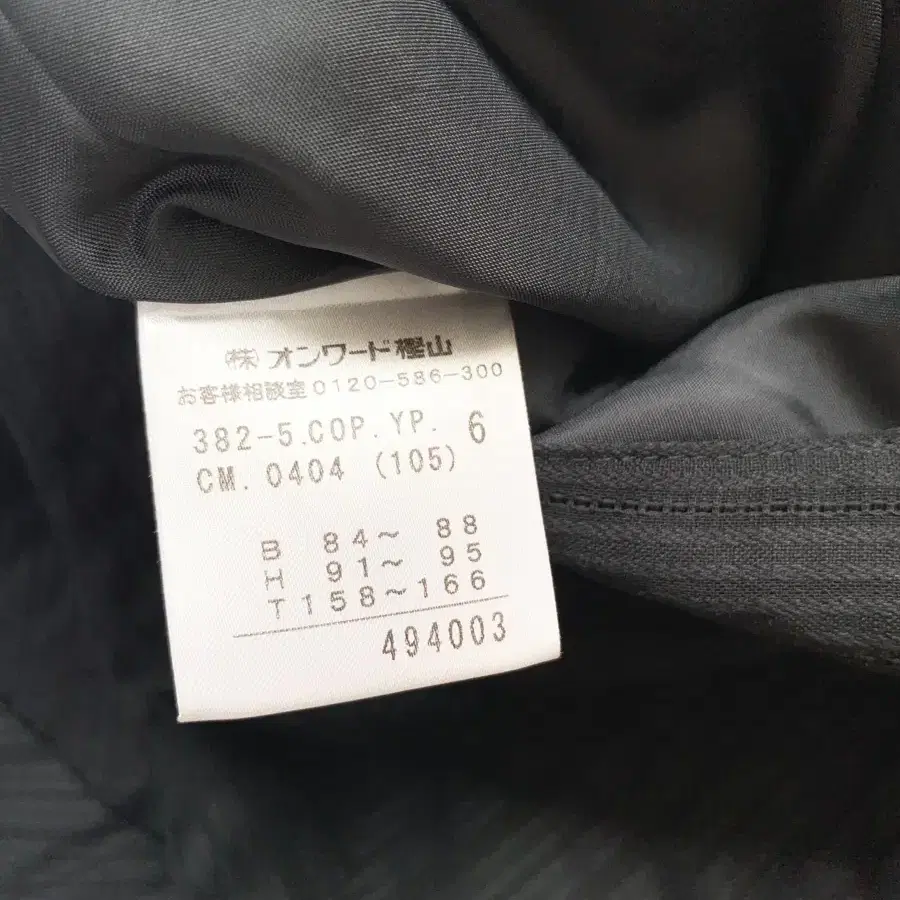 (株)オンワード樫山
お客様相談室0120-586-300
382-5.COP.YP. 6
CM. 0404 (105)
B 84~ 88
H 91~ 95
T158~166
494003